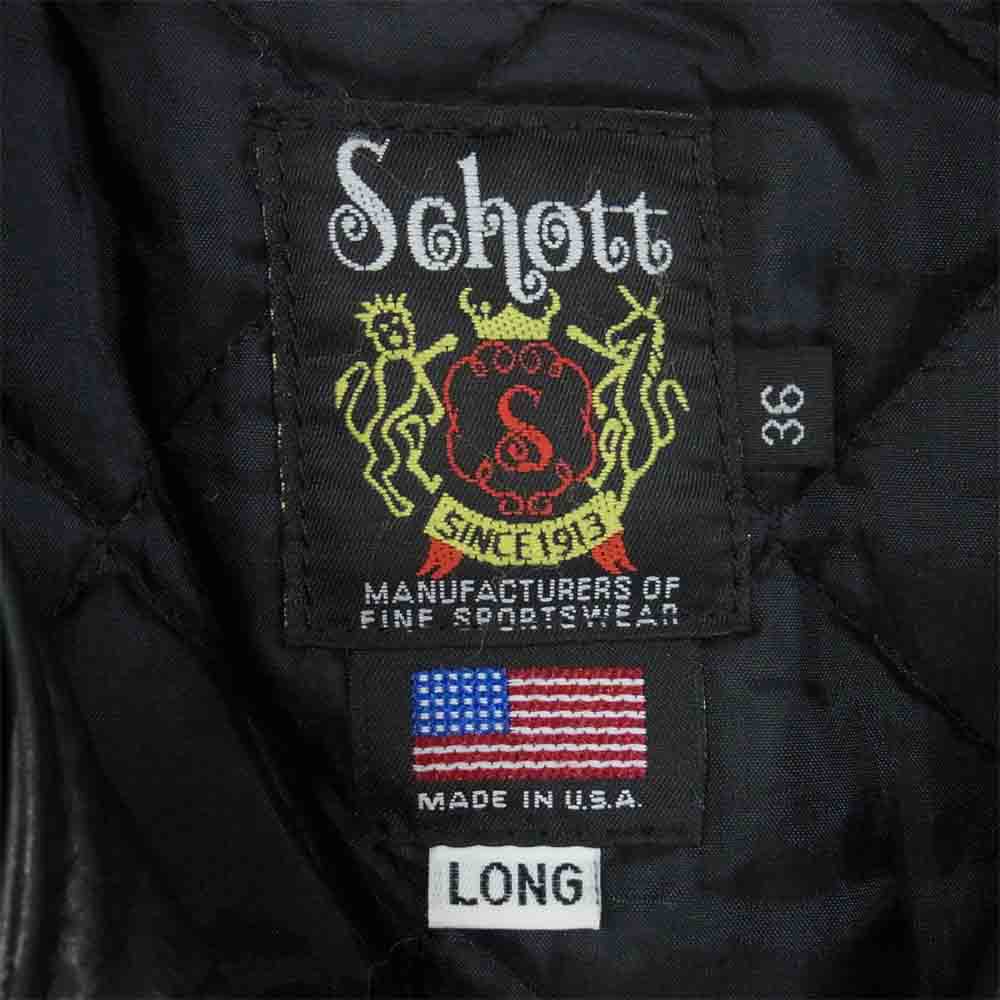 Schott
S
SINCE 1913
MANUFACTURERS OF
FINE SPORTSWEAR
36
MADE IN U.S.A.
LONG